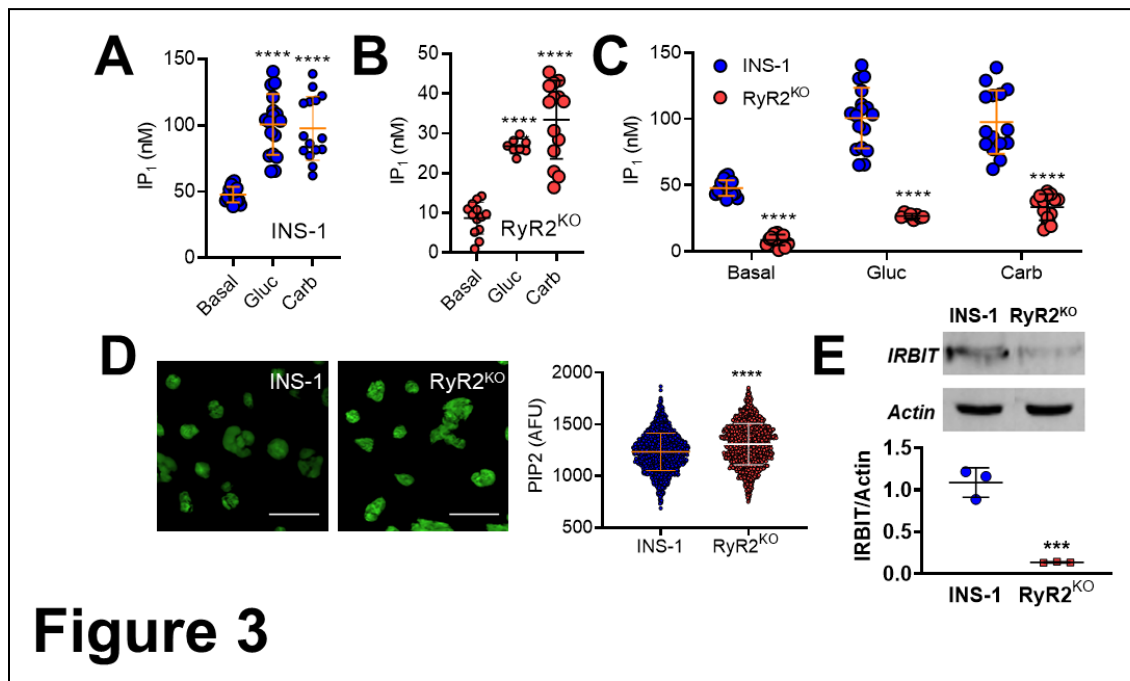 A
IP₁ (nM)
150
100
50
0
**** ****
INS-1
Basal
Gluc
Carb
B
IP₁ (nM)
50
40
30
20
10
0
****
****
RyR2ᴷᴼ
Basal
Gluc
Carb
C
IP₁ (nM)
150
100
50
0
INS-1
RyR2ᴷᴼ
****
****
****
Basal Gluc Carb
D
INS-1
RyR2ᴷᴼ
PIP2 (AFU)
2000
1500
1000
500
****
INS-1 RyR2ᴷᴼ
E
INS-1 RyR2ᴷᴼ
IRBIT
Actin
IRBIT/Actin
1.5
1.0
0.5
0.0
***
INS-1 RyR2ᴷᴼ
Figure 3